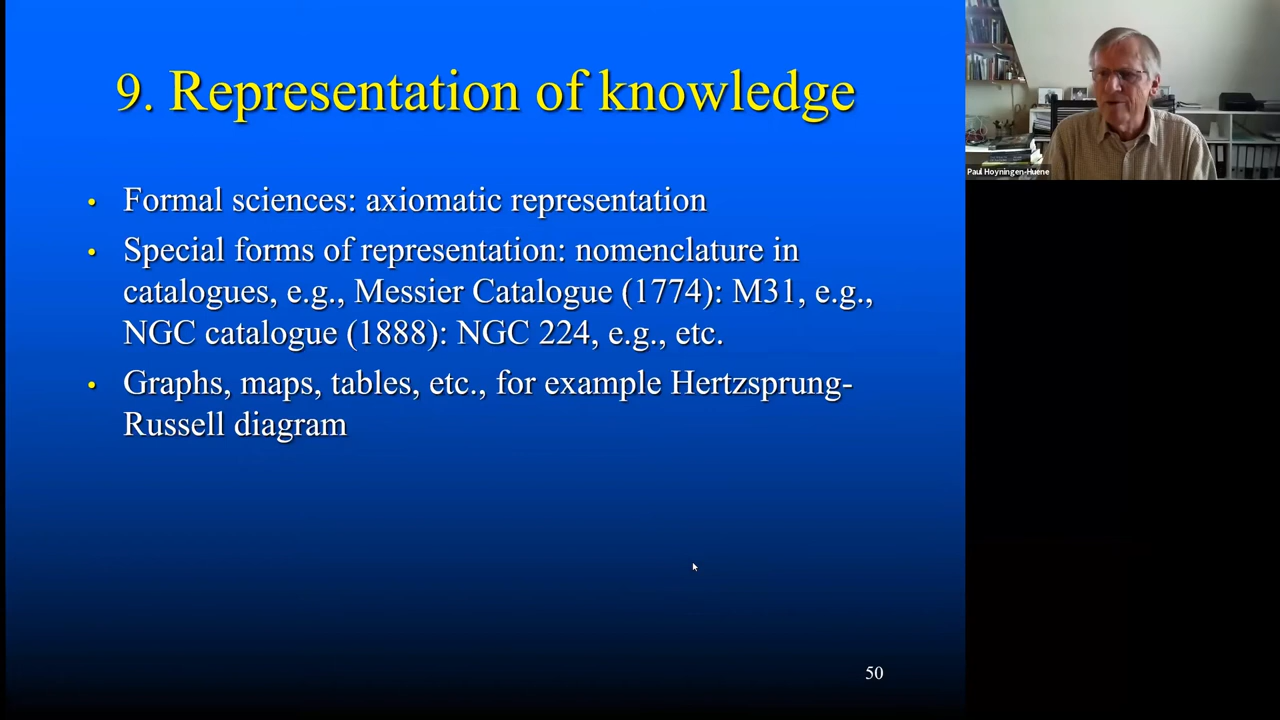 9. Representation of knowledge
• Formal sciences: axiomatic representation
• Special forms of representation: nomenclature in
catalogues, e.g., Messier Catalogue (1774): M31, e.g.,
NGC catalogue (1888): NGC 224, e.g., etc.
• Graphs, maps, tables, etc., for example Hertzsprung-
Russell diagram
50
Paul Hoyningen-Huene